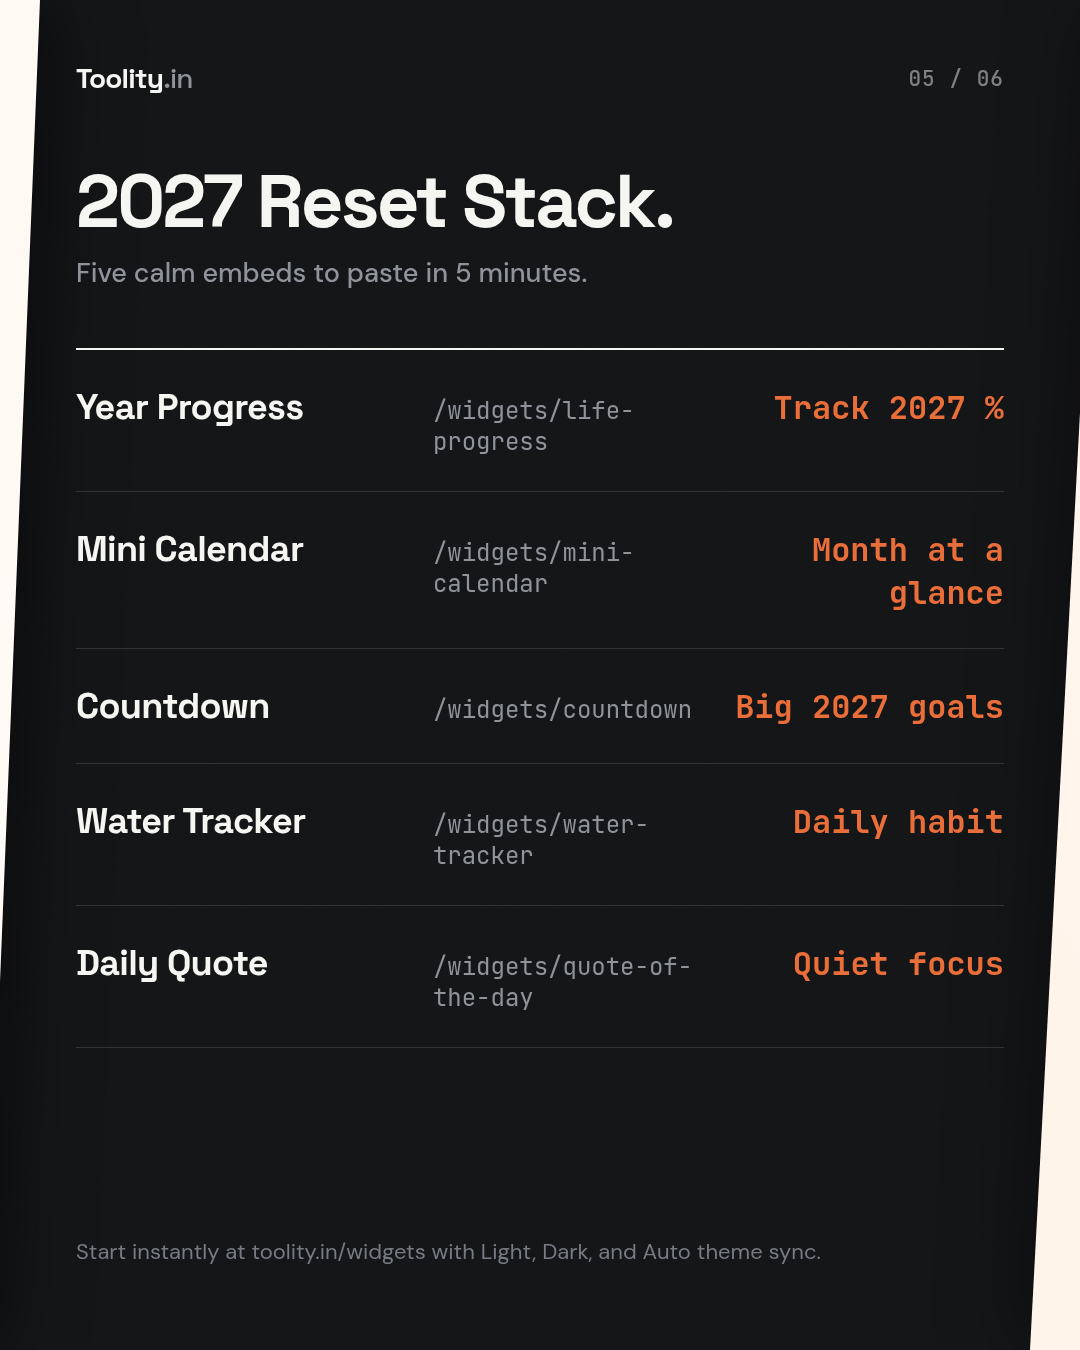 Toolity.in
05 / 06
2027 Reset Stack.
Five calm embeds to paste in 5 minutes.
Year Progress
/widgets/life-
progress
Track 2027 %
Mini Calendar
/widgets/mini-
calendar
Month at a
glance
Countdown
/widgets/countdown
Big 2027 goals
Water Tracker
/widgets/water-
tracker
Daily habit
Daily Quote
/widgets/quote-of-
the-day
Quiet focus
Start instantly at toolity.in/widgets with Light, Dark, and Auto theme sync.